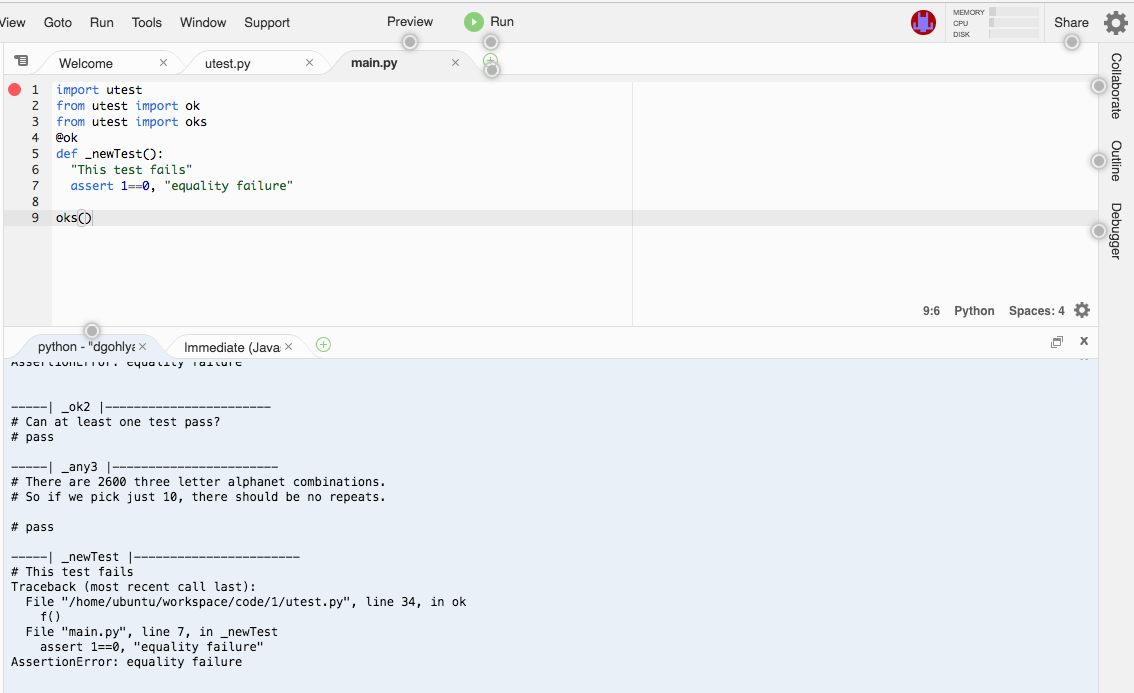 View Goto Run Tools Window Support Preview Run MEMORY Share
CPU
DISK
Welcome utest.py main.py
1 import utest
2 from utest import ok
3 from utest import oks
4 @ok
5 def _newTest():
6 "This test fails"
7 assert 1==0, "equality failure"
8
9 oks()
Collaborate
Outline
Debugger
9:6 Python Spaces: 4
python - "dgohlya Immediate (Javas
AssertionError: equality failure
-----| _ok2 |-----------------------
# Can at least one test pass?
# pass
-----| _any3 |-----------------------
# There are 2600 three letter alphanet combinations.
# So if we pick just 10, there should be no repeats.
# pass
-----| _newTest |-----------------------
# This test fails
Traceback (most recent call last):
File "/home/ubuntu/workspace/code/1/utest.py", line 34, in ok
f()
File "main.py", line 7, in _newTest
assert 1==0, "equality failure"
AssertionError: equality failure